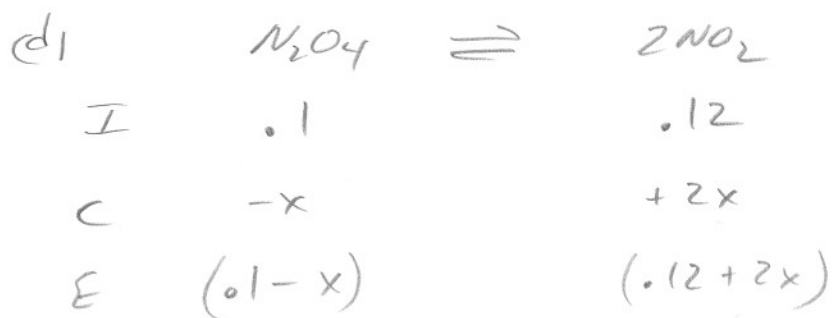 (d) N₂O₄ ⇌ 2NO₂
I .1 .12
C -x +2x
E (.1-x) (.12+2x)